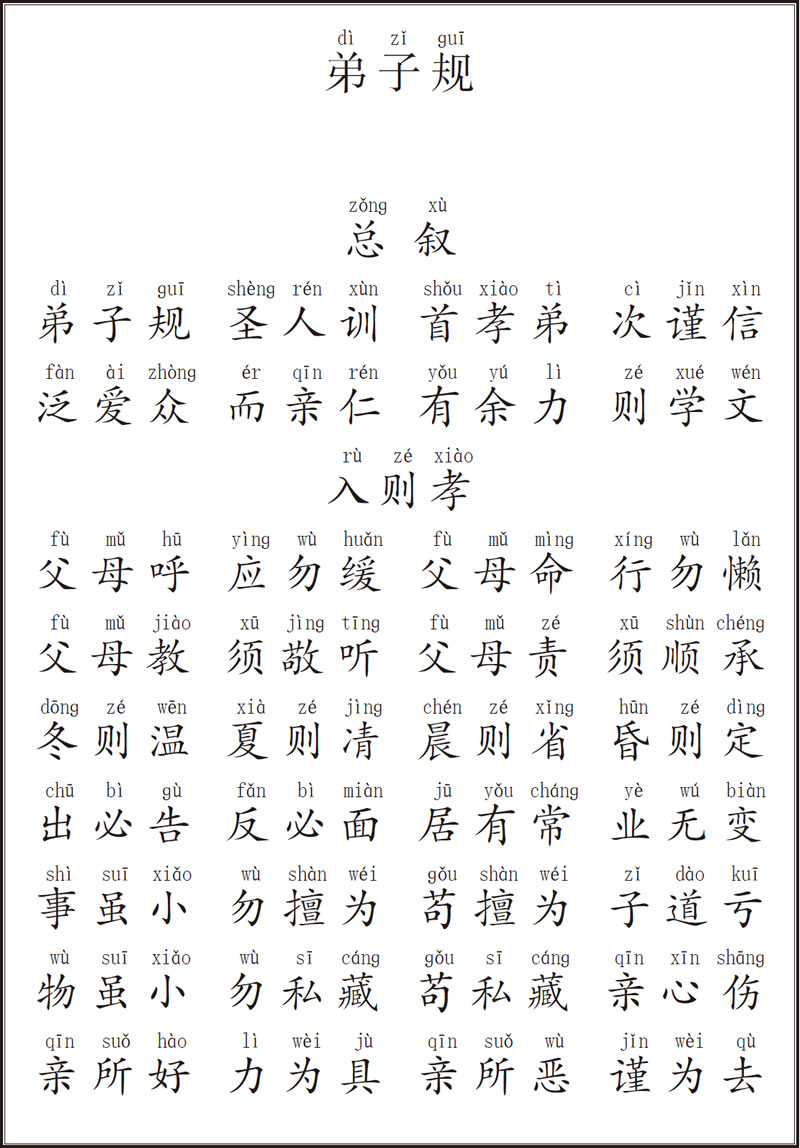 dì zǐ guī
弟子规
zǒng xù
总叙
dì zǐ guī shèng rén xùn shǒu xiào tì cì jǐn xìn
弟子规 圣人训 首孝弟 次谨信
fàn ài zhòng ér qīn rén yǒu yú lì zé xué wén
泛爱众 而亲仁 有余力 则学文
rù zé xiào
入则孝
fù mǔ hū yìng wù huǎn fù mǔ mìng xíng wù lǎn
父母呼 应勿缓 父母命 行勿懒
fù mǔ jiào xū jìng tīng fù mǔ zé xū shùn chéng
父母教 须敬听 父母责 须顺承
dōng zé wēn xià zé jìng chén zé xǐng hūn zé dìng
冬则温 夏则凊 晨则省 昏则定
chū bì gù fǎn bì miàn jū yǒu cháng yè wú biàn
出必告 反必面 居有常 业无变
shì suī xiǎo wù shàn wéi gǒu shàn wéi zǐ dào kuī
事虽小 勿擅为 苟擅为 子道亏
wù suī xiǎo wù sī cáng gǒu sī cáng qīn xīn shāng
物虽小 勿私藏 苟私藏 亲心伤
qīn suǒ hào lì wèi jù qīn suǒ wù jǐn wèi qù
亲所好 力为具 亲所恶 谨为去